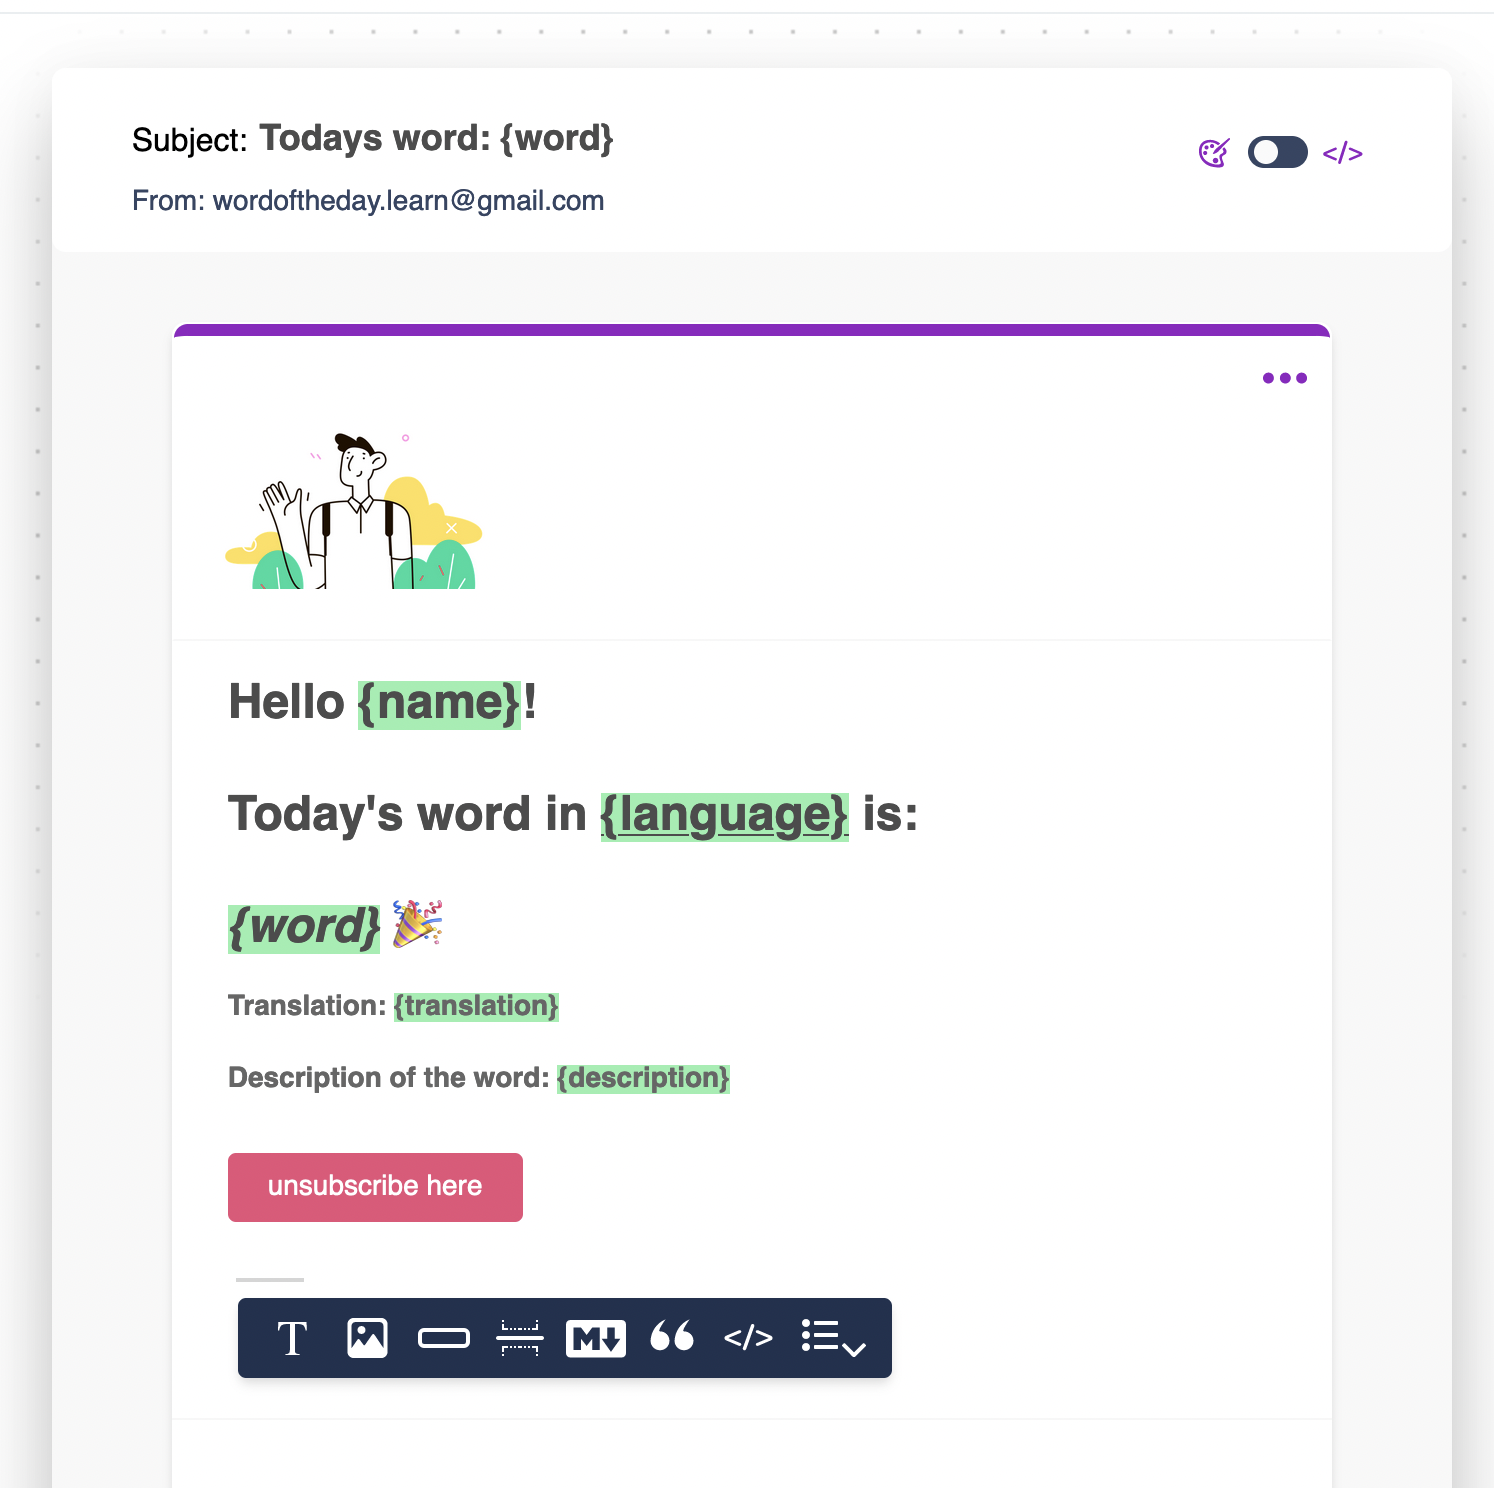 Subject: Todays word: {word}
</>
From: wordoftheday.learn@gmail.com
Hello {name}!
Today's word in {language} is:
{word} 🎉
Translation: {translation}
Description of the word: {description}
unsubscribe here
T M </>